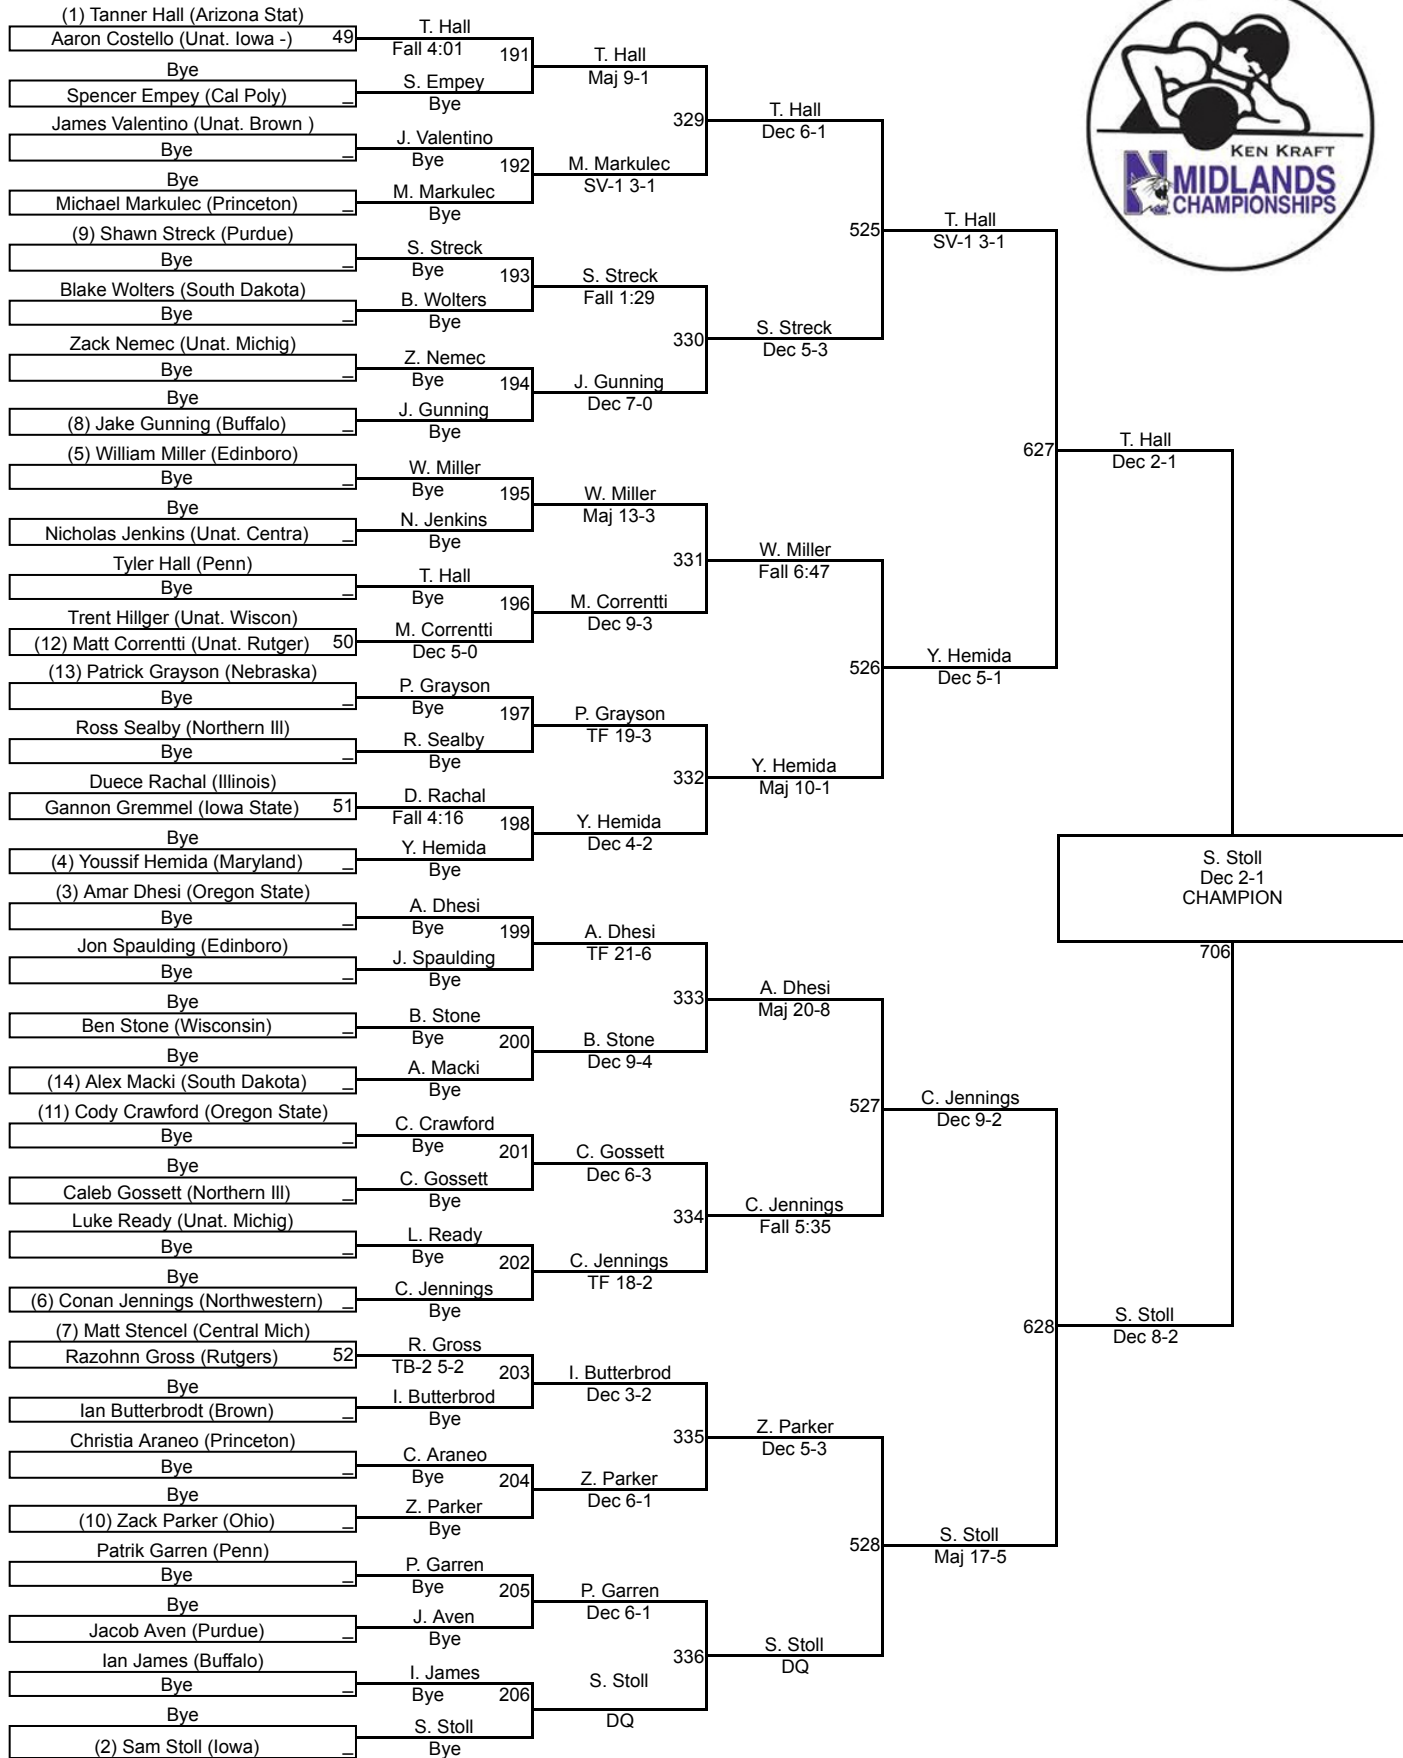 (1) Tanner Hall (Arizona Stat)
Aaron Costello (Unat. Iowa -) 49
Bye
Spencer Empey (Cal Poly) _
James Valentino (Unat. Brown )
Bye _
Bye
Michael Markulec (Princeton) _
(9) Shawn Streck (Purdue)
Bye _
Blake Wolters (South Dakota)
Bye _
Zack Nemec (Unat. Michig)
Bye _
Bye
(8) Jake Gunning (Buffalo) _
(5) William Miller (Edinboro)
Bye _
Bye
Nicholas Jenkins (Unat. Centra) _
Tyler Hall (Penn)
Bye _
Trent Hillger (Unat. Wiscon)
(12) Matt Correntti (Unat. Rutger) 50
(13) Patrick Grayson (Nebraska)
Bye _
Ross Sealby (Northern Ill)
Bye _
Duece Rachal (Illinois)
Gannon Gremmel (Iowa State) 51
Bye
(4) Youssif Hemida (Maryland) _
(3) Amar Dhesi (Oregon State)
Bye _
Jon Spaulding (Edinboro)
Bye _
Bye
Ben Stone (Wisconsin) _
Bye
(14) Alex Macki (South Dakota) _
(11) Cody Crawford (Oregon State)
Bye _
Bye
Caleb Gossett (Northern Ill) _
Luke Ready (Unat. Michig)
Bye _
Bye
(6) Conan Jennings (Northwestern) _
(7) Matt Stencel (Central Mich)
Razohnn Gross (Rutgers) 52
Bye
Ian Butterbrodt (Brown) _
Christia Araneo (Princeton)
Bye _
Bye
(10) Zack Parker (Ohio) _
Patrik Garren (Penn)
Bye _
Bye
Jacob Aven (Purdue) _
Ian James (Buffalo)
Bye _
Bye
(2) Sam Stoll (Iowa) _
T. Hall
Fall 4:01
191
S. Empey
Bye
J. Valentino
Bye
192
M. Markulec
Bye
S. Streck
Bye
193
B. Wolters
Bye
Z. Nemec
Bye
194
J. Gunning
Bye
W. Miller
Bye
195
N. Jenkins
Bye
T. Hall
Bye
196
M. Correntti
Dec 5-0
P. Grayson
Bye
197
R. Sealby
Bye
D. Rachal
Fall 4:16
198
Y. Hemida
Bye
A. Dhesi
Bye
199
J. Spaulding
Bye
B. Stone
Bye
200
A. Macki
Bye
C. Crawford
Bye
201
C. Gossett
Bye
L. Ready
Bye
202
C. Jennings
Bye
R. Gross
TB-2 5-2
203
I. Butterbrod
Bye
C. Araneo
Bye
204
Z. Parker
Bye
P. Garren
Bye
205
J. Aven
Bye
I. James
Bye
206
S. Stoll
Bye
T. Hall
Maj 9-1
329
M. Markulec
SV-1 3-1
S. Streck
Fall 1:29
330
J. Gunning
Dec 7-0
W. Miller
Maj 13-3
331
M. Correntti
Dec 9-3
P. Grayson
TF 19-3
332
Y. Hemida
Dec 4-2
A. Dhesi
TF 21-6
333
B. Stone
Dec 9-4
C. Gossett
Dec 6-3
334
C. Jennings
TF 18-2
I. Butterbrod
Dec 3-2
335
Z. Parker
Dec 6-1
P. Garren
Dec 6-1
336
S. Stoll
DQ
T. Hall
Dec 6-1
525
S. Streck
Dec 5-3
W. Miller
Fall 6:47
526
Y. Hemida
Maj 10-1
A. Dhesi
Maj 20-8
527
C. Jennings
Fall 5:35
Z. Parker
Dec 5-3
528
S. Stoll
DQ
T. Hall
SV-1 3-1
627
Y. Hemida
Dec 5-1
C. Jennings
Dec 9-2
628
S. Stoll
Maj 17-5
T. Hall
Dec 2-1
S. Stoll
Dec 8-2
S. Stoll
Dec 2-1
CHAMPION
706
KEN KRAFT
N MIDLANDS
CHAMPIONSHIPS